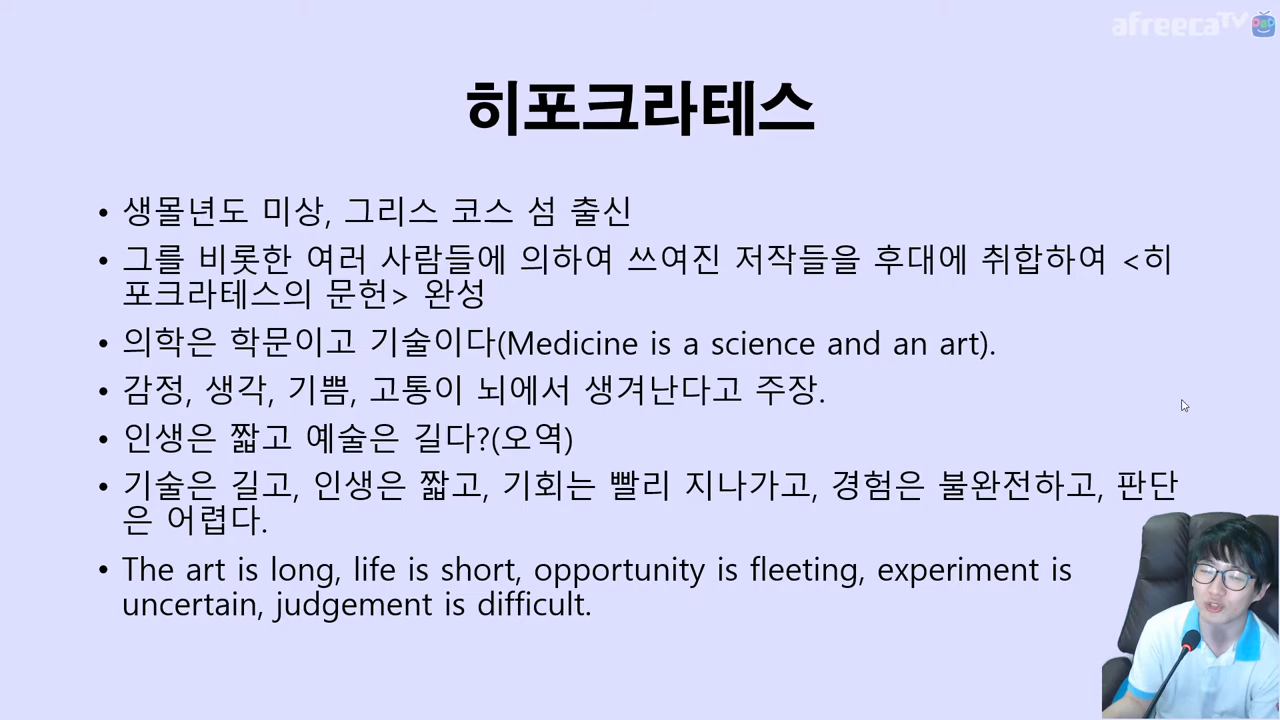 afreecaTV
히포크라테스
• 생몰년도 미상, 그리스 코스 섬 출신
• 그를 비롯한 여러 사람들에 의하여 쓰여진 저작들을 후대에 취합하여 <히
포크라테스의 문헌> 완성
• 의학은 학문이고 기술이다(Medicine is a science and an art).
• 감정, 생각, 기쁨, 고통이 뇌에서 생겨난다고 주장.
• 인생은 짧고 예술은 길다?(오역)
• 기술은 길고, 인생은 짧고, 기회는 빨리 지나가고, 경험은 불완전하고, 판단
은 어렵다.
• The art is long, life is short, opportunity is fleeting, experiment is
uncertain, judgement is difficult.